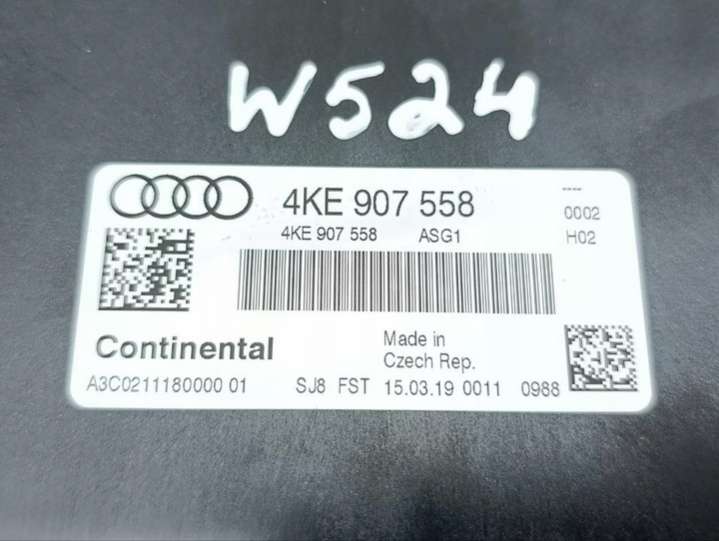 W524
4KE 907 558 ---
0002
4KE 907 558 ASG1 H02
Continental Made in
Czech Rep.
A3C0211180000 01 SJ8 FST 15.03.19 0011 0988